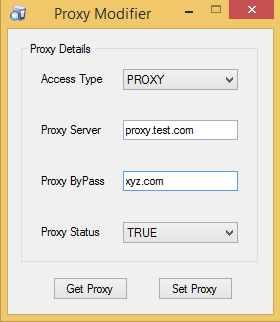 Proxy Modifier
Proxy Details
Access Type PROXY
Proxy Server proxy.test.com
Proxy ByPass xyz.com
Proxy Status TRUE
Get Proxy Set Proxy